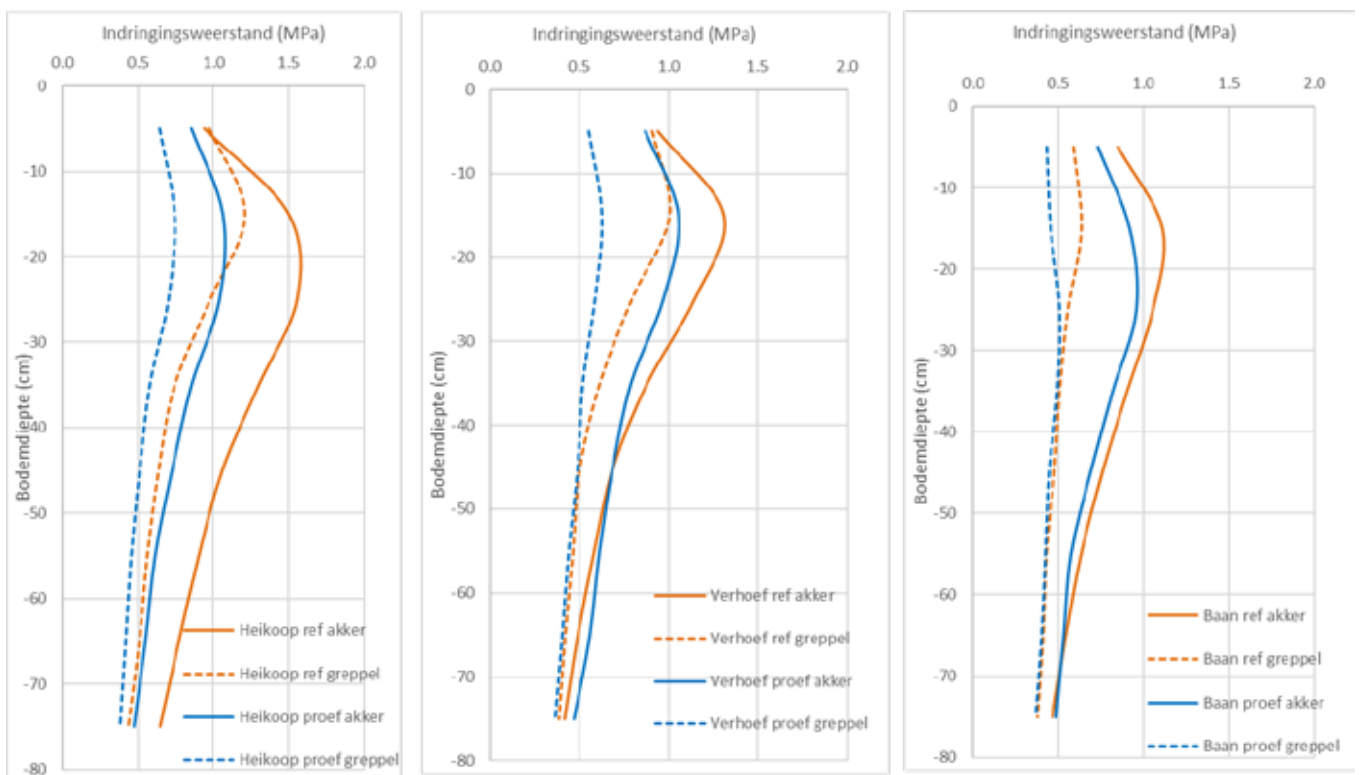 Indringingsweerstand (MPa)
0.0 0.5 1.0 1.5 2.0
0
-10
-20
-30
-40
-50
-60
-70
-80
Bodemdiepte (cm)
Heikoop ref akker
Heikoop ref greppel
Heikoop proef akker
Heikoop proef greppel
Indringingsweerstand (MPa)
0.0 0.5 1.0 1.5 2.0
0
-10
-20
-30
-40
-50
-60
-70
-80
Bodemdiepte (cm)
Verhoef ref akker
Verhoef ref greppel
Verhoef proef akker
Verhoef proef greppel
Indringingsweerstand (MPa)
0.0 0.5 1.0 1.5 2.0
0
-10
-20
-30
-40
-50
-60
-70
-80
Bodemdiepte (cm)
Baan ref akker
Baan ref greppel
Baan proef akker
Baan proef greppel